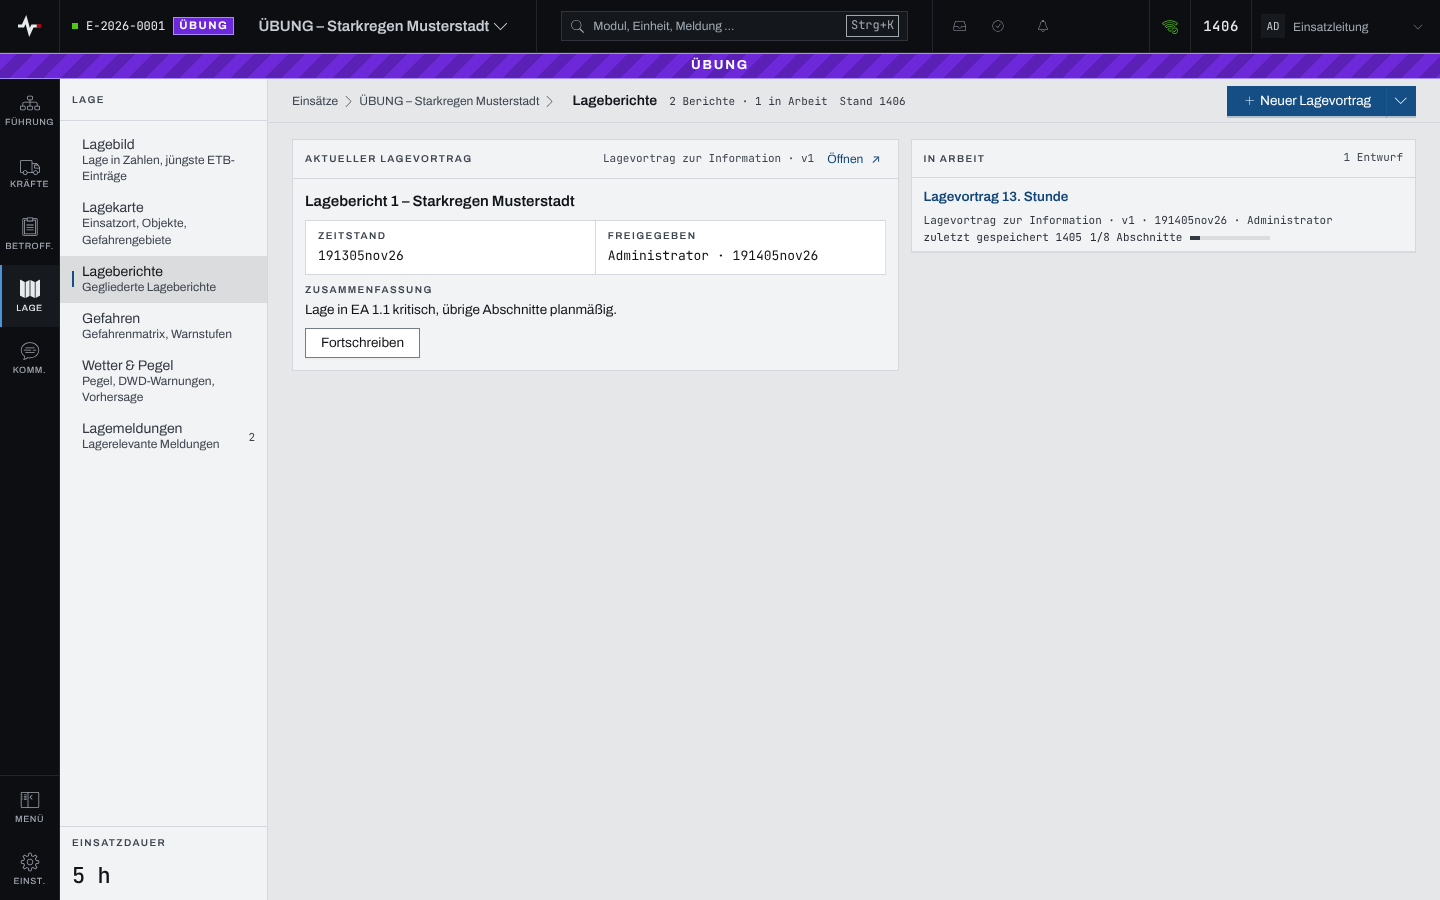 E-2026-0001 ÜBUNG ÜBUNG – Starkregen Musterstadt Modul, Einheit, Meldung ... Strg+K 1406 AD Einsatzleitung
ÜBUNG
FÜHRUNG
KRÄFTE
BETROFF.
LAGE
KOMM.
MENÜ
EINST.
LAGE
Lagebild
Lage in Zahlen, jüngste ETB-
Einträge
Lagekarte
Einsatzort, Objekte,
Gefahrengebiete
Lageberichte
Gegliederte Lageberichte
Gefahren
Gefahrenmatrix, Warnstufen
Wetter & Pegel
Pegel, DWD-Warnungen,
Vorhersage
Lagemeldungen
Lagerelevante Meldungen 2
EINSATZDAUER
5 h
Einsätze ÜBUNG – Starkregen Musterstadt Lageberichte 2 Berichte · 1 in Arbeit Stand 1406 + Neuer Lagevortrag
AKTUELLER LAGEVORTRAG Lagevortrag zur Information · v1 Öffnen
Lagebericht 1 – Starkregen Musterstadt
ZEITSTAND FREIGEGEBEN
191305nov26 Administrator · 191405nov26
ZUSAMMENFASSUNG
Lage in EA 1.1 kritisch, übrige Abschnitte planmäßig.
Fortschreiben
IN ARBEIT 1 Entwurf
Lagevortrag 13. Stunde
Lagevortrag zur Information · v1 · 191405nov26 · Administrator
zuletzt gespeichert 1405 1/8 Abschnitte